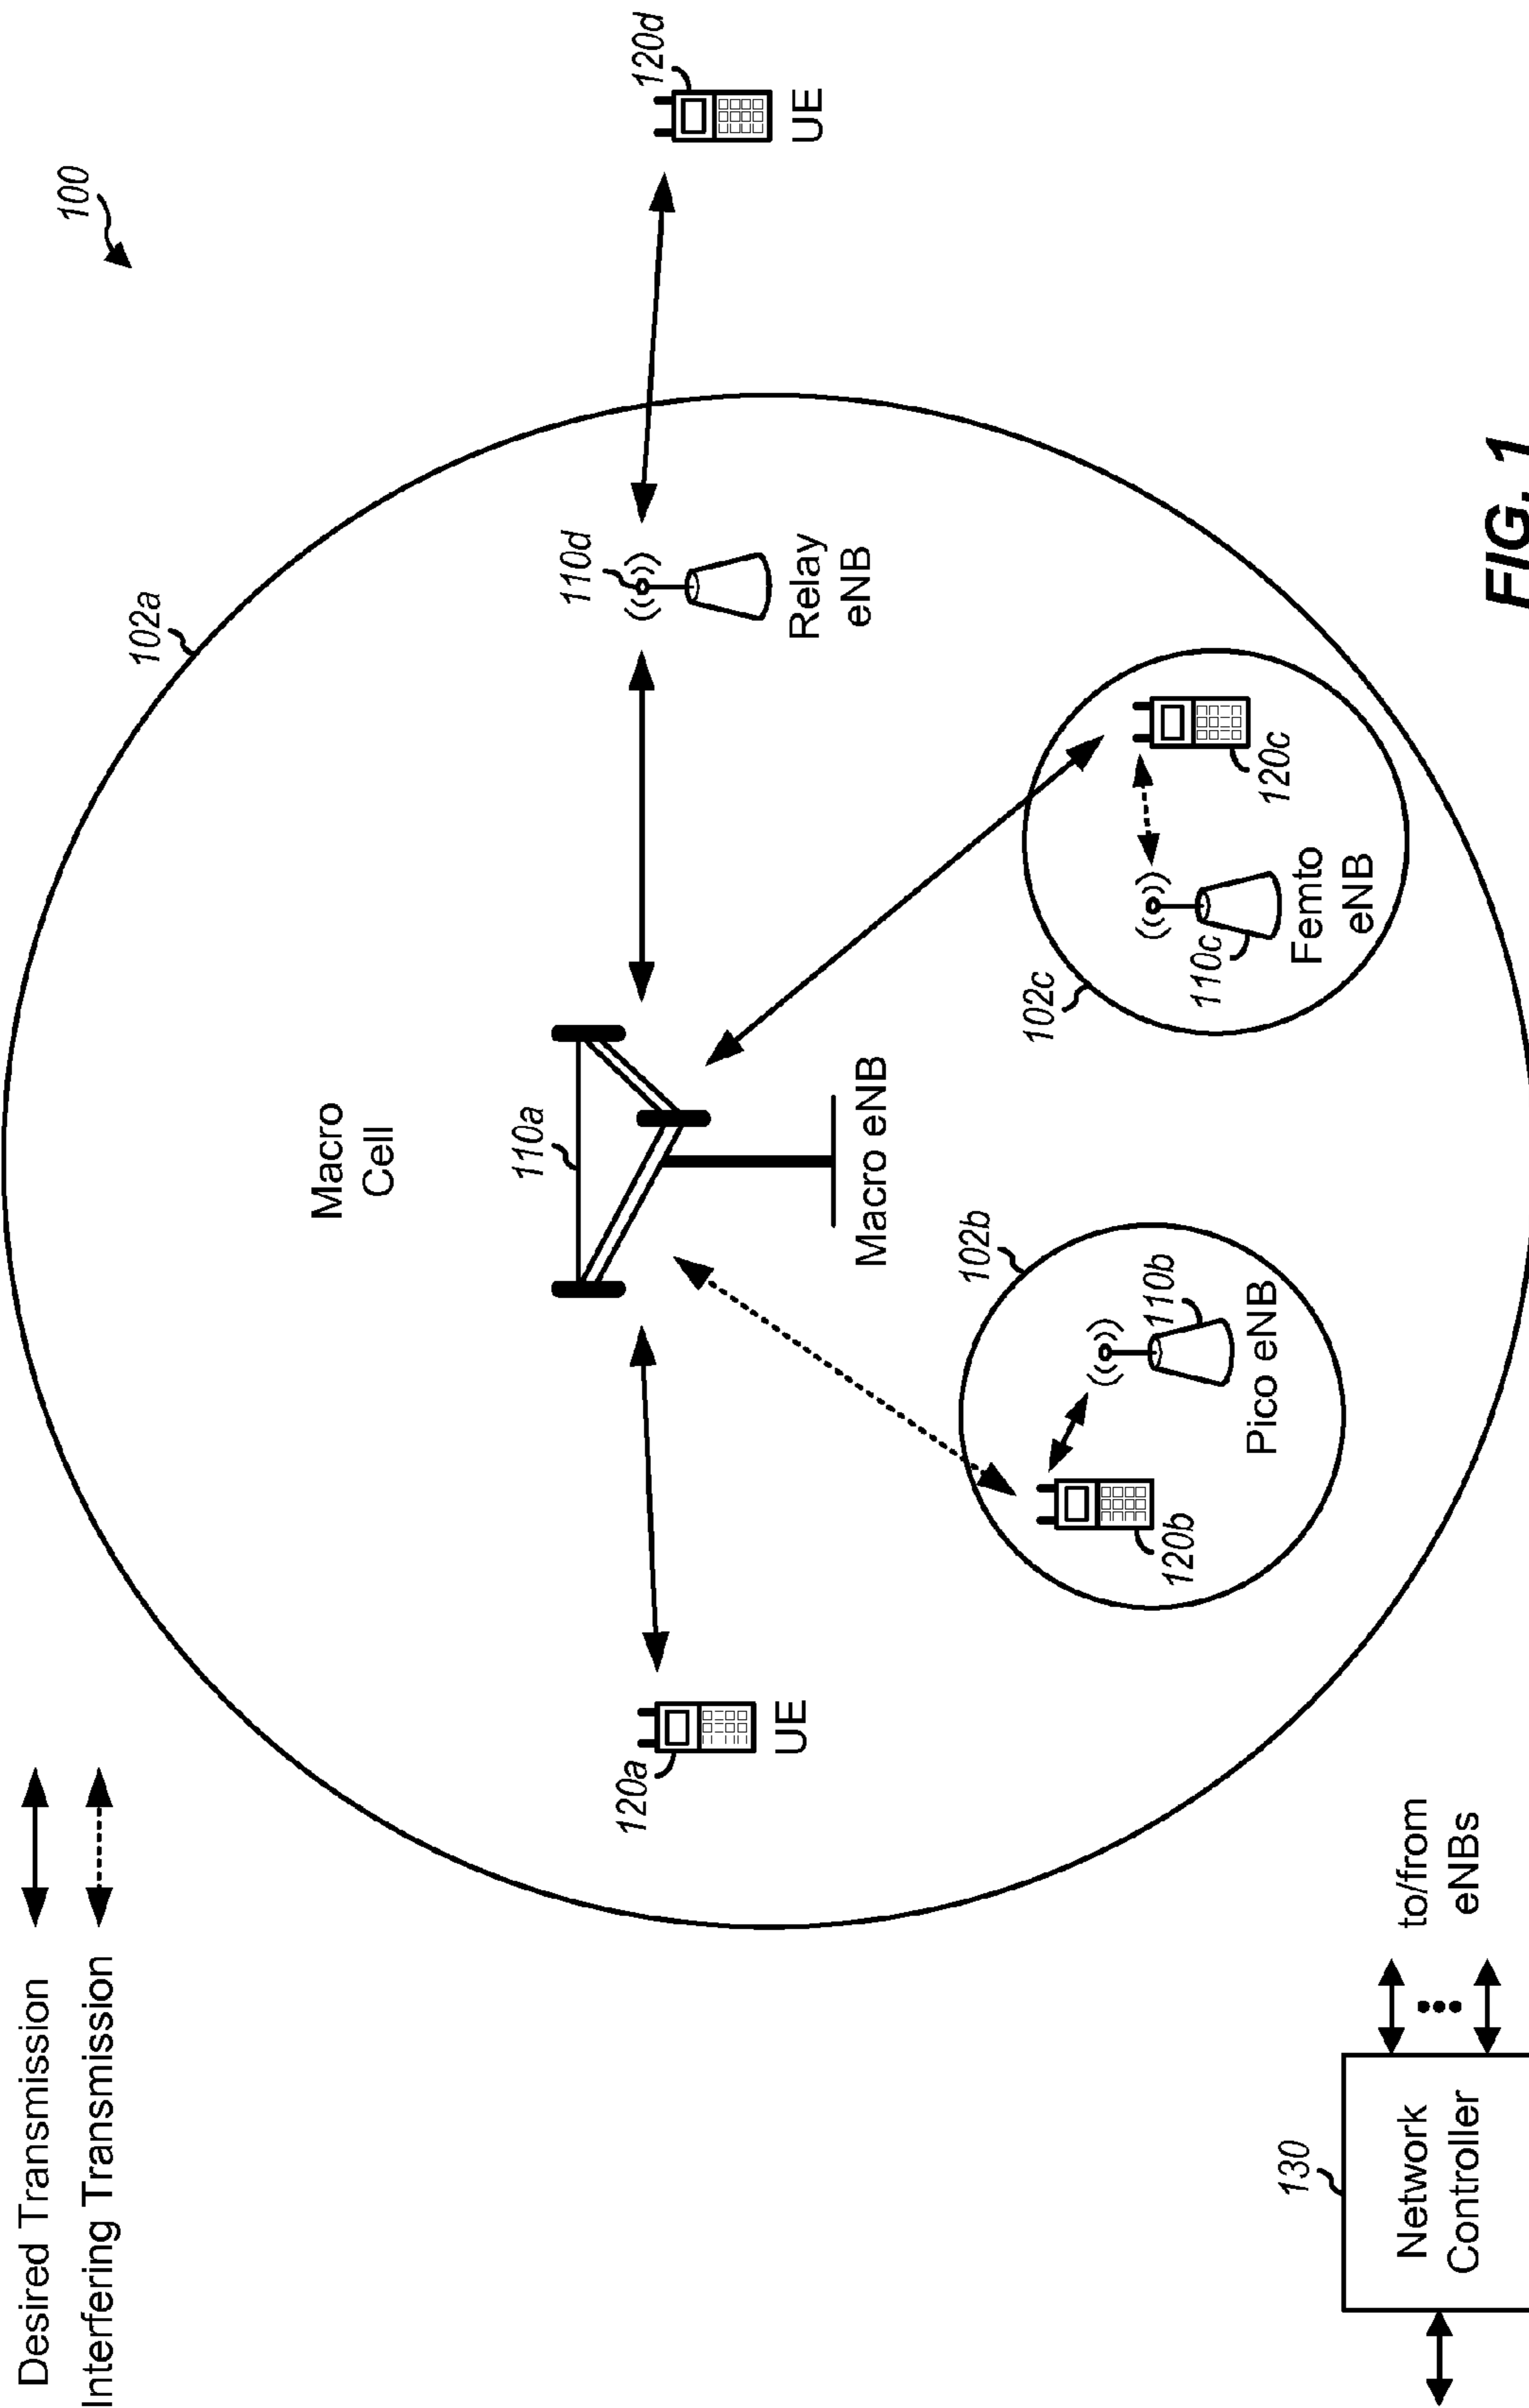 Desired Transmission
Interfering Transmission
100
102a
Macro
Cell
110a
110d
120a
120d
UE
UE
Relay
eNB
Macro eNB
102b
102c
120b
110b
Pico eNB
110c
120c
Femto
eNB
130
Network
Controller
to/from
eNBs
FIG. 1